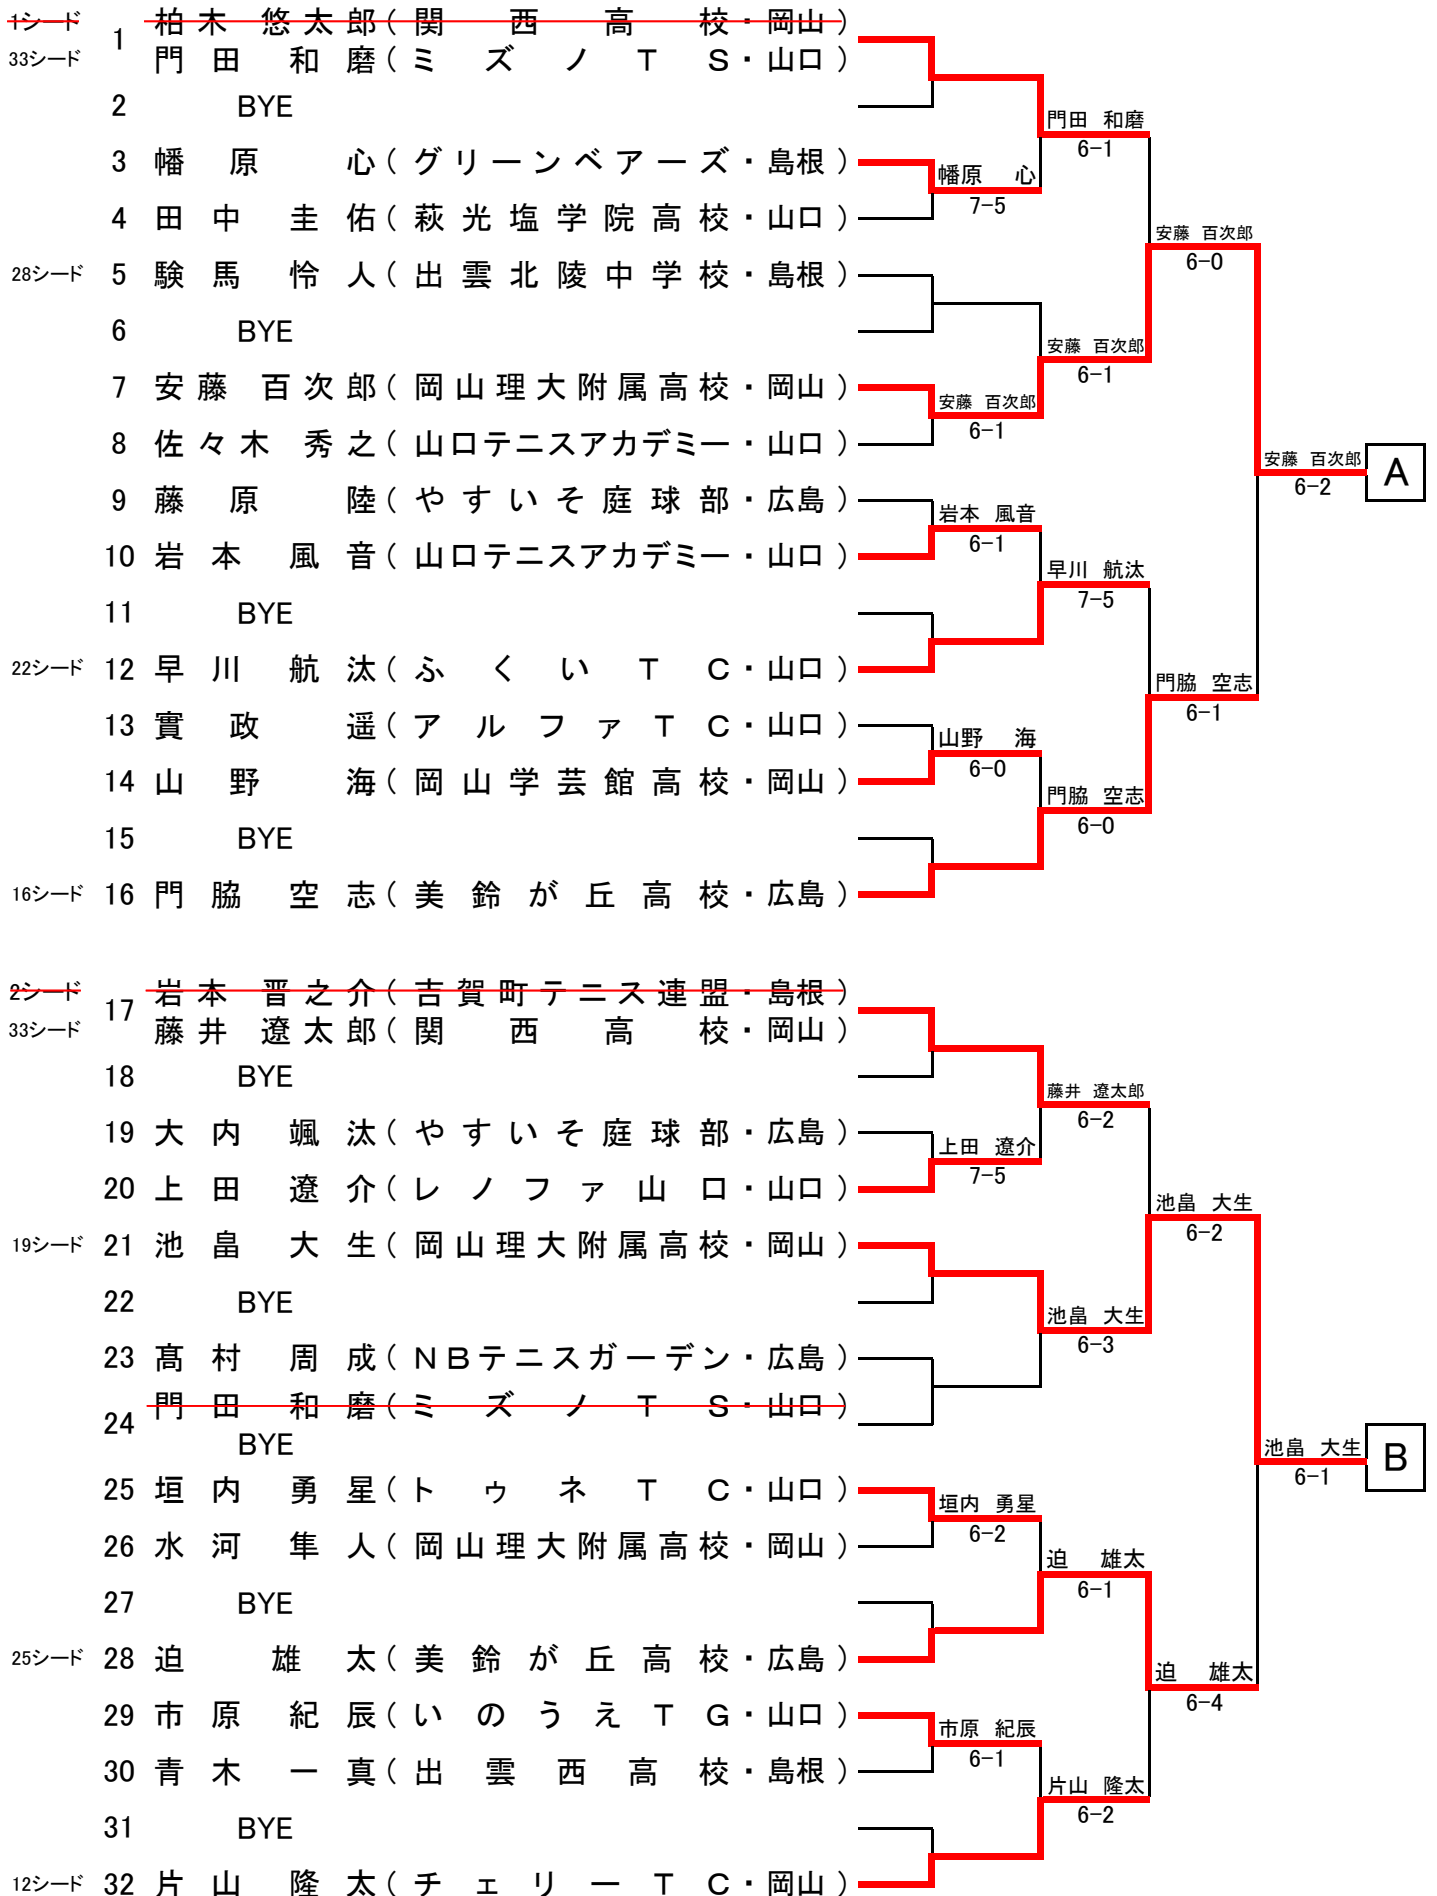 1シード 1 柏木 悠太郎(関西高校・岡山)
33シード 門田 和磨(ミズノTS・山口)
2 BYE
門田 和磨
6-1
3 幡原 心(グリーンベアーズ・島根)
幡原 心
7-5
4 田中 圭佑(萩光塩学院高校・山口)
安藤 百次郎
6-0
28シード 5 験馬 怜人(出雲北陵中学校・島根)
6 BYE
安藤 百次郎
6-1
7 安藤 百次郎(岡山理大附属高校・岡山)
安藤 百次郎
6-1
8 佐々木 秀之(山口テニスアカデミー・山口)
安藤 百次郎 A
6-2
9 藤原 陸(やすいそ庭球部・広島)
岩本 風音
6-1
10 岩本 風音(山口テニスアカデミー・山口)
早川 航汰
7-5
11 BYE
22シード 12 早川 航汰(ふくいTC・山口)
門脇 空志
6-1
13 實政 遥(アルファTC・山口)
山野 海
6-0
14 山野 海(岡山学芸館高校・岡山)
門脇 空志
6-0
15 BYE
16シード 16 門脇 空志(美鈴が丘高校・広島)
2シード 17 岩本 晋之介(吉賀町テニス連盟・島根)
33シード 藤井 遼太郎(関西高校・岡山)
18 BYE
藤井 遼太郎
6-2
19 大内 颯汰(やすいそ庭球部・広島)
上田 遼介
7-5
20 上田 遼介(レノファ山口・山口)
池畠 大生
6-2
19シード 21 池畠 大生(岡山理大附属高校・岡山)
22 BYE
池畠 大生
6-3
23 髙村 周成(NBテニスガーデン・広島)
24 門田 和磨(ミズノTS・山口)
BYE
池畠 大生 B
6-1
25 垣内 勇星(トゥネTC・山口)
垣内 勇星
6-2
26 水河 隼人(岡山理大附属高校・岡山)
迫 雄太
6-1
27 BYE
25シード 28 迫 雄太(美鈴が丘高校・広島)
迫 雄太
6-4
29 市原 紀辰(いのうえTG・山口)
市原 紀辰
6-1
30 青木 一真(出雲西高校・島根)
片山 隆太
6-2
31 BYE
12シード 32 片山 隆太(チェリーTC・岡山)